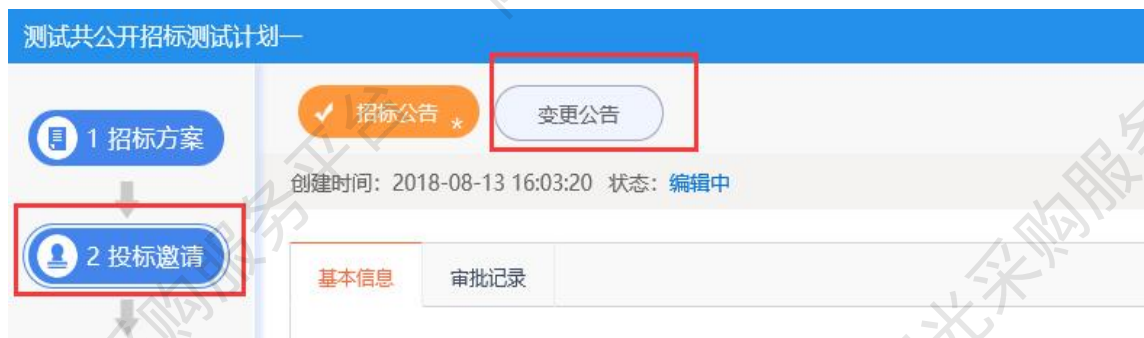 测试共公开招标测试计划一
招标公告 *
变更公告
1 招标方案
创建时间：2018-08-13 16:03:20 状态：编辑中
2 投标邀请
基本信息
审批记录